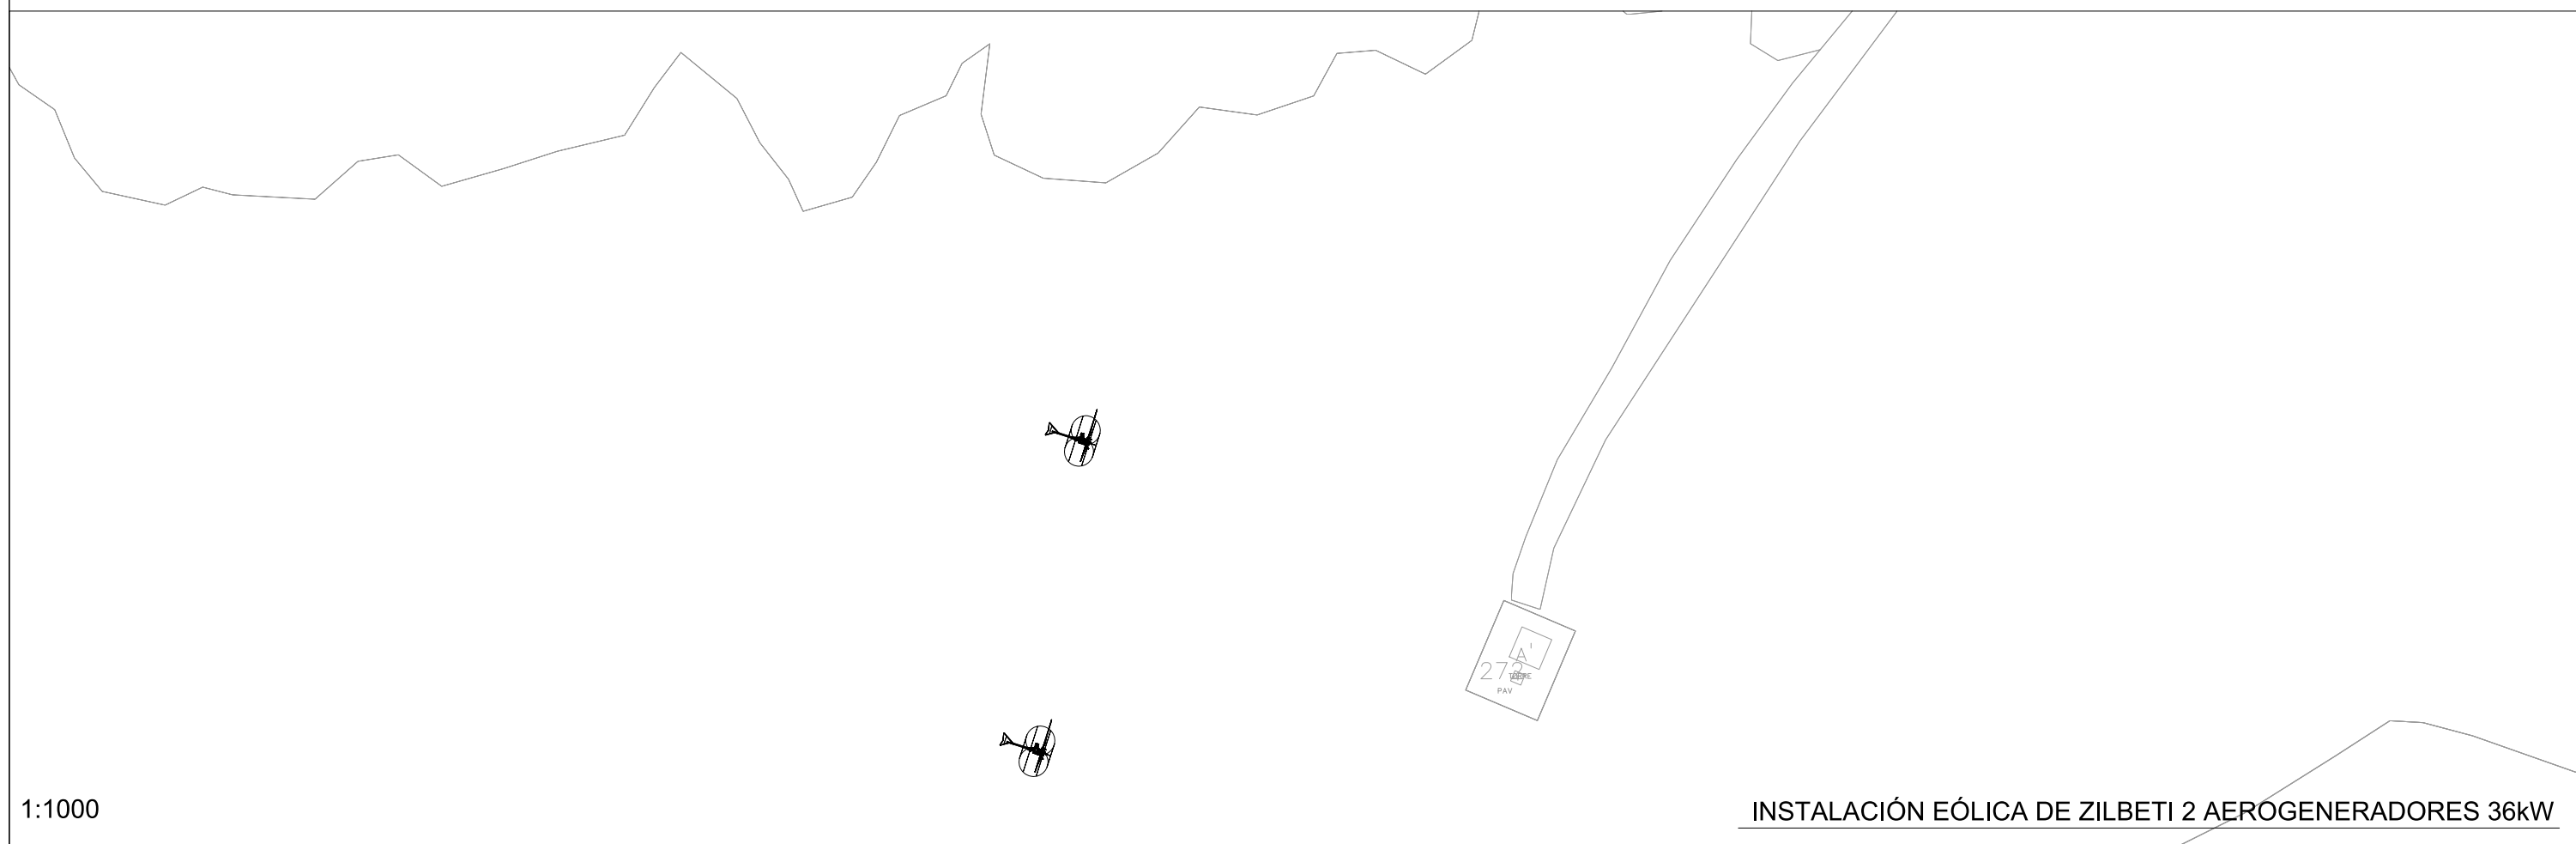 A'
PAV
1:1000
INSTALACIÓN EÓLICA DE ZILBETI 2 AEROGENERADORES 36kW